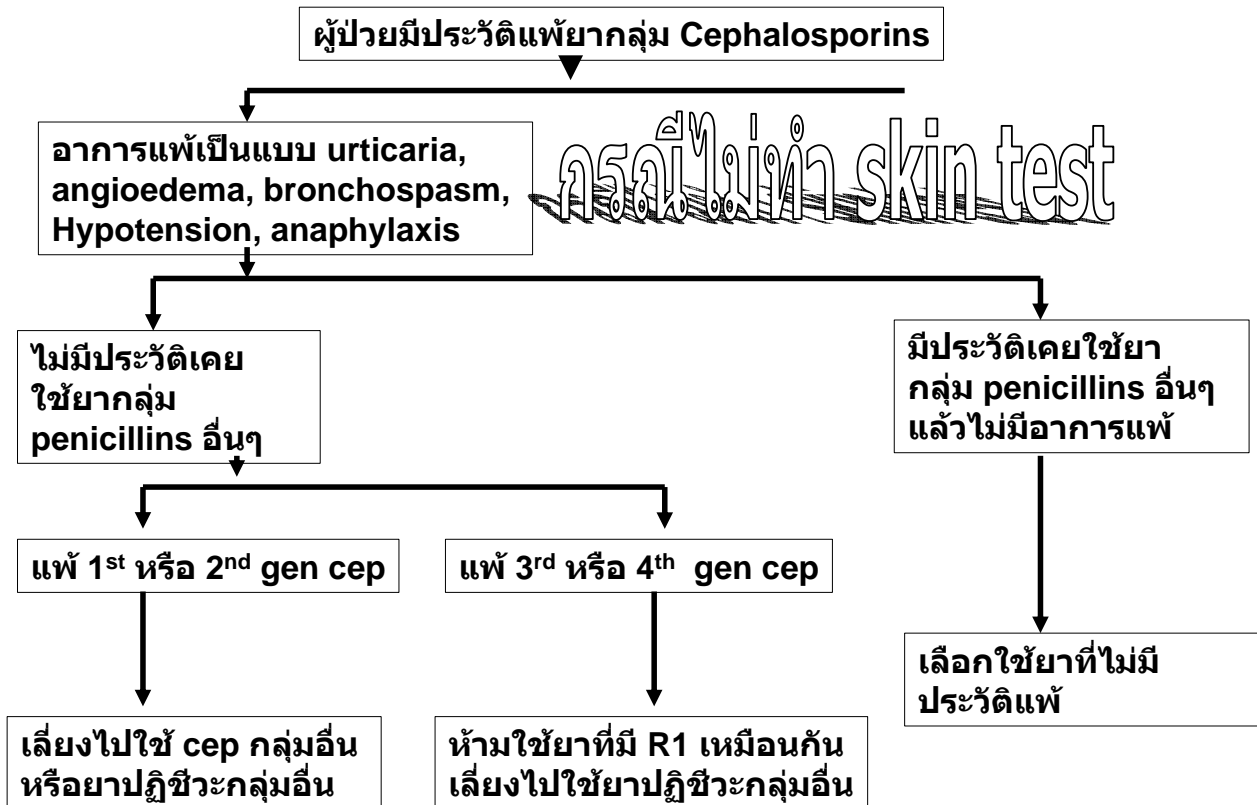 ผู้ป่วยมีประวัติแพ้ยากลุ่ม Cephalosporins
อาการแพ้เป็นแบบ urticaria,
angioedema, bronchospasm,
Hypotension, anaphylaxis
กรณีไม่ทำ skin test
ไม่มีประวัติเคย
ใช้ยากลุ่ม
penicillins อื่นๆ
มีประวัติเคยใช้ยา
กลุ่ม penicillins อื่นๆ
แล้วไม่มีอาการแพ้
แพ้ 1st หรือ 2nd gen cep
แพ้ 3rd หรือ 4th gen cep
เลือกใช้ยาที่ไม่มี
ประวัติแพ้
เลี่ยงไปใช้ cep กลุ่มอื่น
หรือยาปฏิชีวะกลุ่มอื่น
ห้ามใช้ยาที่มี R1 เหมือนกัน
เลี่ยงไปใช้ยาปฏิชีวะกลุ่มอื่น